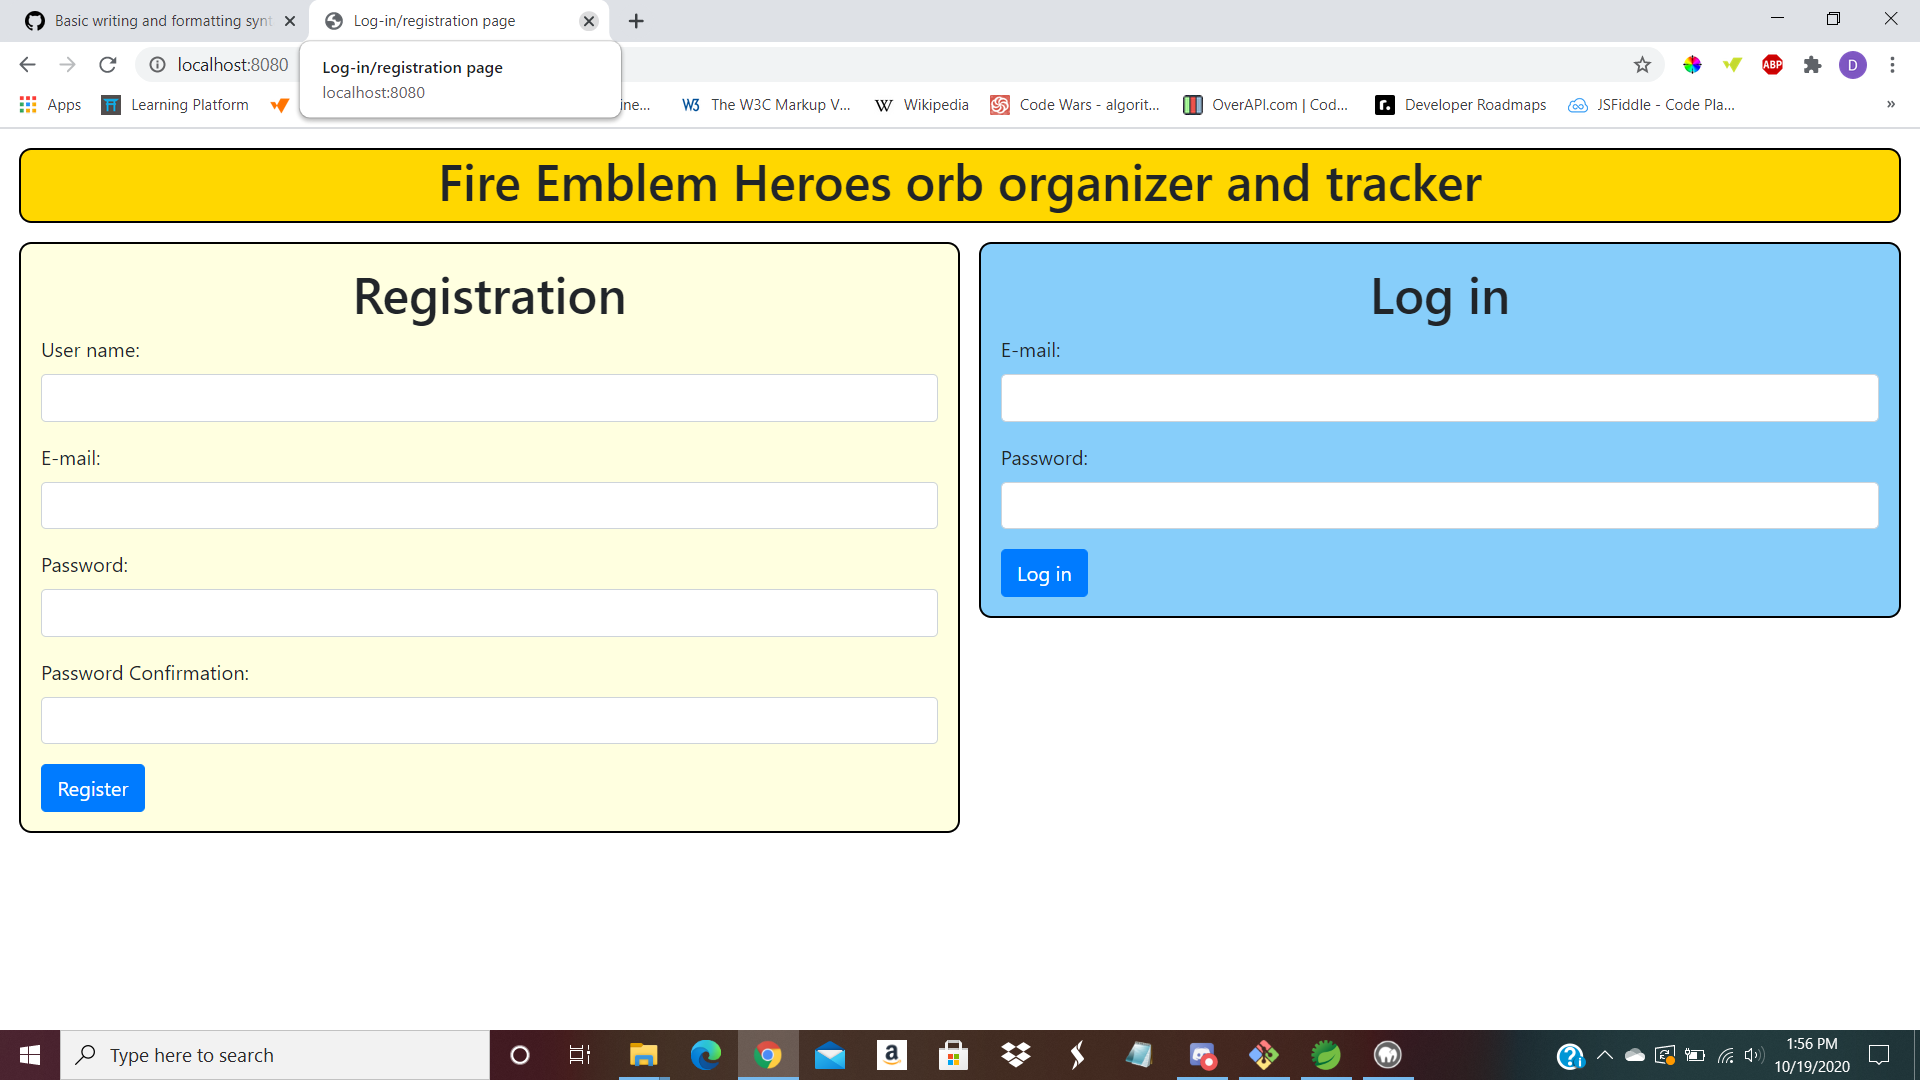 Basic writing and formatting synt
Log-in/registration page
localhost:8080
D
Log-in/registration page
localhost:8080
Apps
Learning Platform
ine...
W3
The W3C Markup V...
W
Wikipedia
Code Wars - algorit...
OverAPI.com | Cod...
r.
Developer Roadmaps
JSFiddle - Code Pla...
»
ABP
Fire Emblem Heroes orb organizer and tracker
Registration
User name:
E-mail:
Password:
Password Confirmation:
Register
Log in
E-mail:
Password:
Log in
Type here to search
a
1:56 PM
10/19/2020